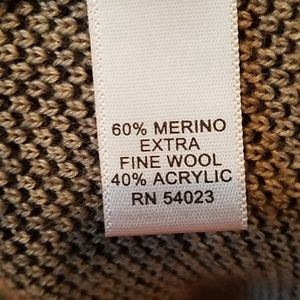 60% MERINO
EXTRA
FINE WOOL
40% ACRYLIC
RN 54023